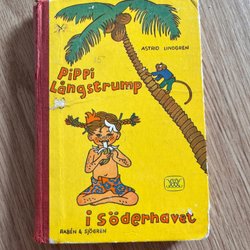 ASTRID LINDGREN
Pippi
Långstrump
i söderhavet
RABÉN & SJÖGREN